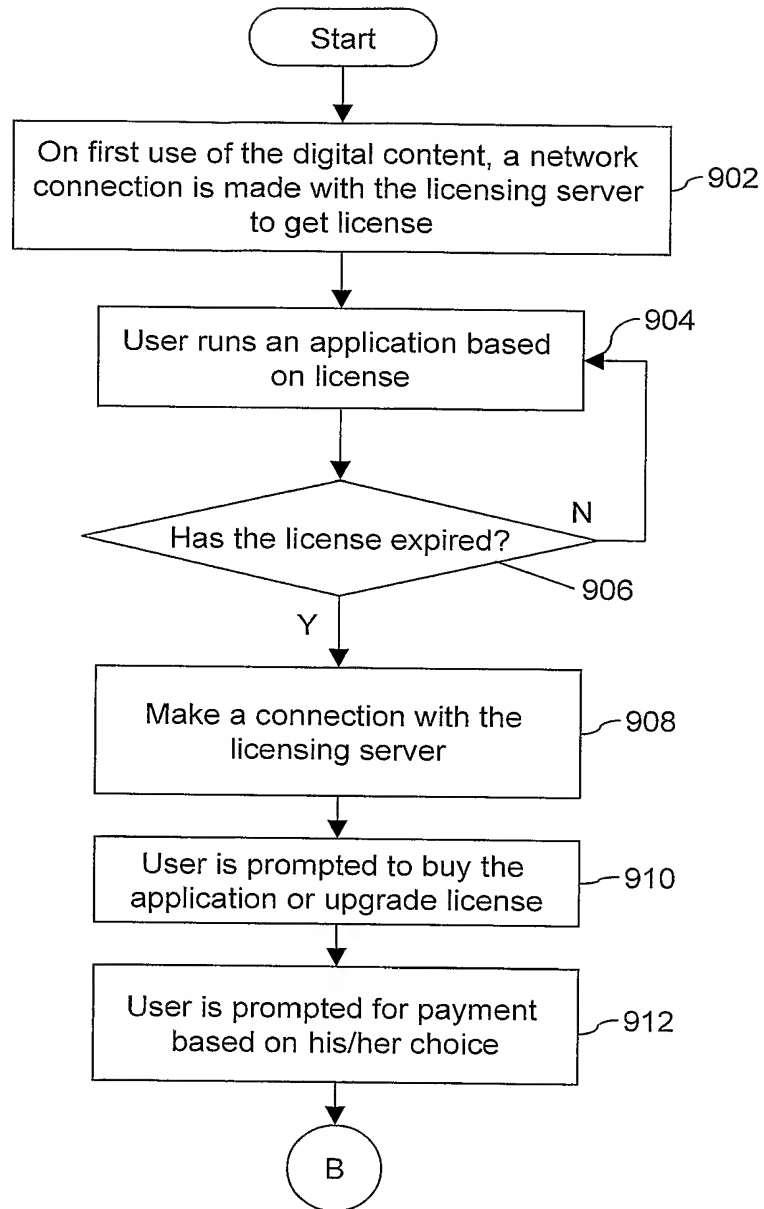 Start
On first use of the digital content, a network
connection is made with the licensing server
to get license
902
User runs an application based
on license
904
Has the license expired?
N
906
Y
Make a connection with the
licensing server
908
User is prompted to buy the
application or upgrade license
910
User is prompted for payment
based on his/her choice
912
B